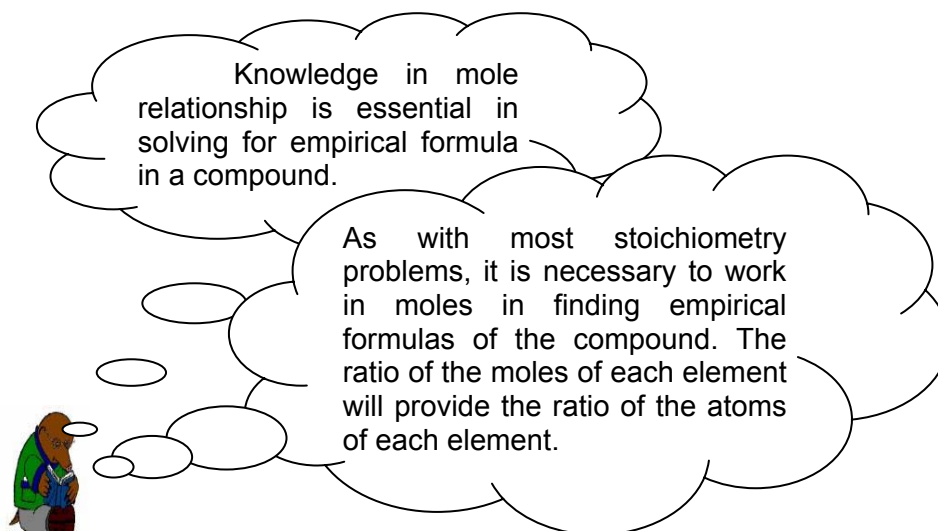 Knowledge in mole
relationship is essential in
solving for empirical formula
in a compound.
As with most stoichiometry
problems, it is necessary to work
in moles in finding empirical
formulas of the compound. The
ratio of the moles of each element
will provide the ratio of the atoms
of each element.